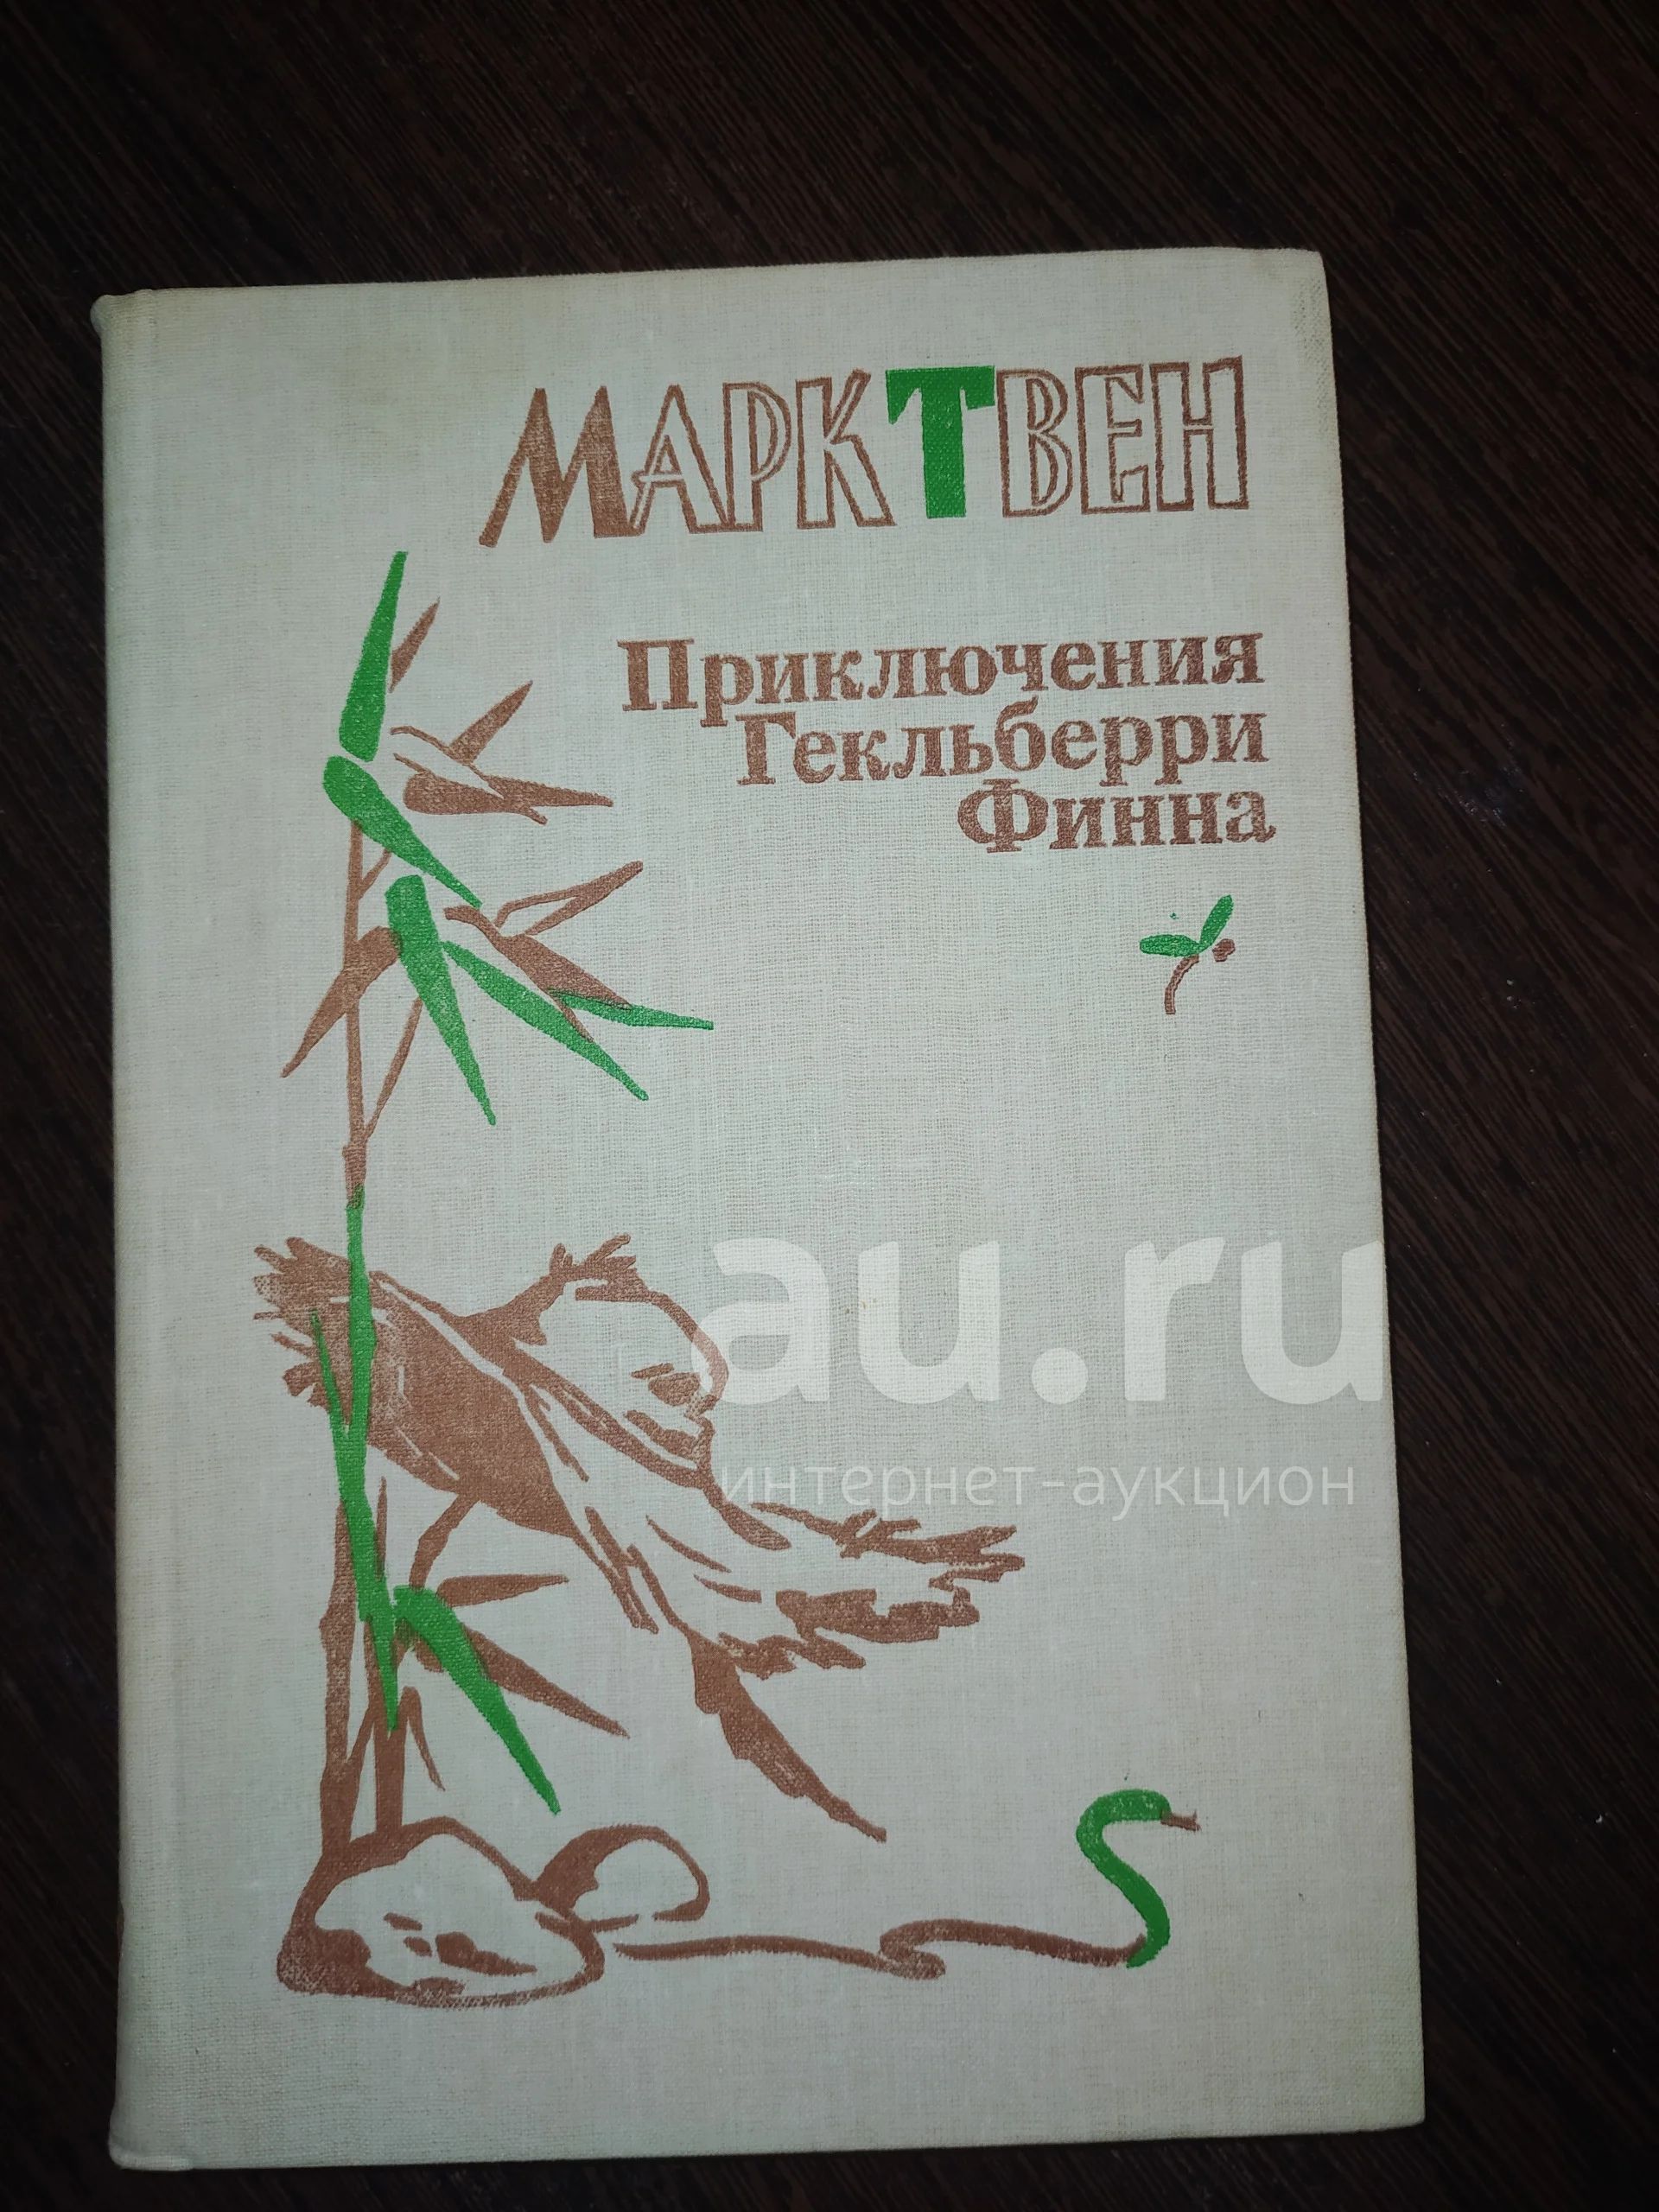 МАРК ТВЕН
Приключения
Гекльберри
Финна
au.ru
интернет-аукцион